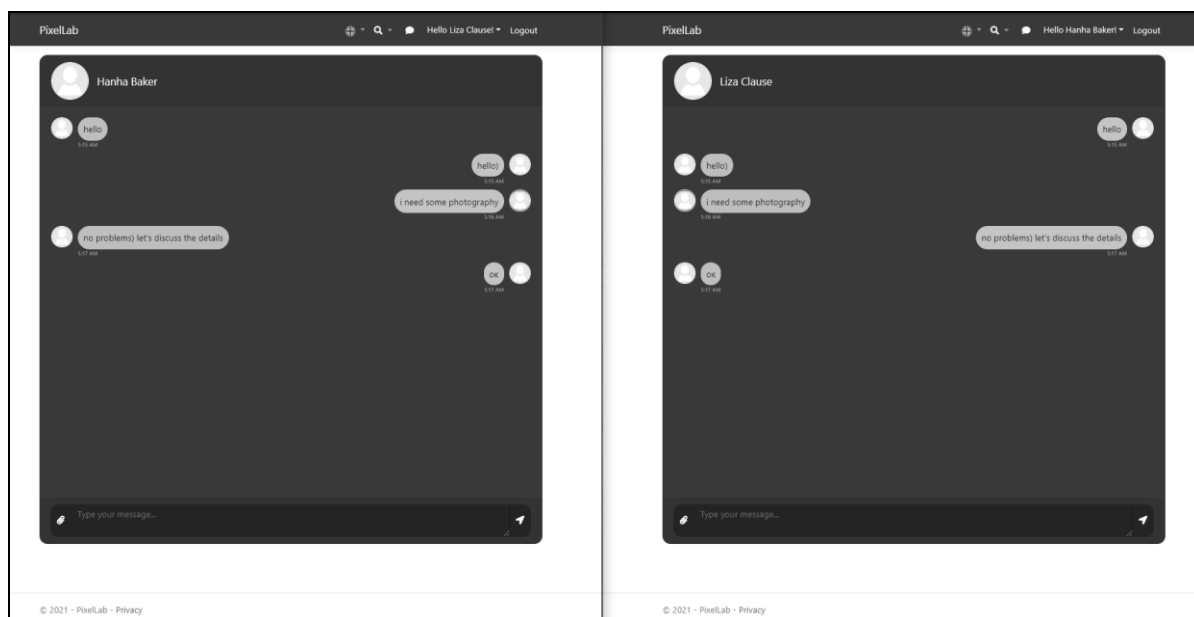 PixelLab Hello Liza Clause! Logout
Hanha Baker
hello
5:15 AM
hello)
5:15 AM
i need some photography
5:16 AM
no problems) let's discuss the details
5:17 AM
ок
5:17 AM
Type your message...
© 2021 - PixelLab - Privacy
PixelLab Hello Hanha Baker! Logout
Liza Clause
hello
5:15 AM
hello)
5:15 AM
i need some photography
5:16 AM
no problems) let's discuss the details
5:17 AM
ок
5:17 AM
Type your message...
© 2021 - PixelLab - Privacy